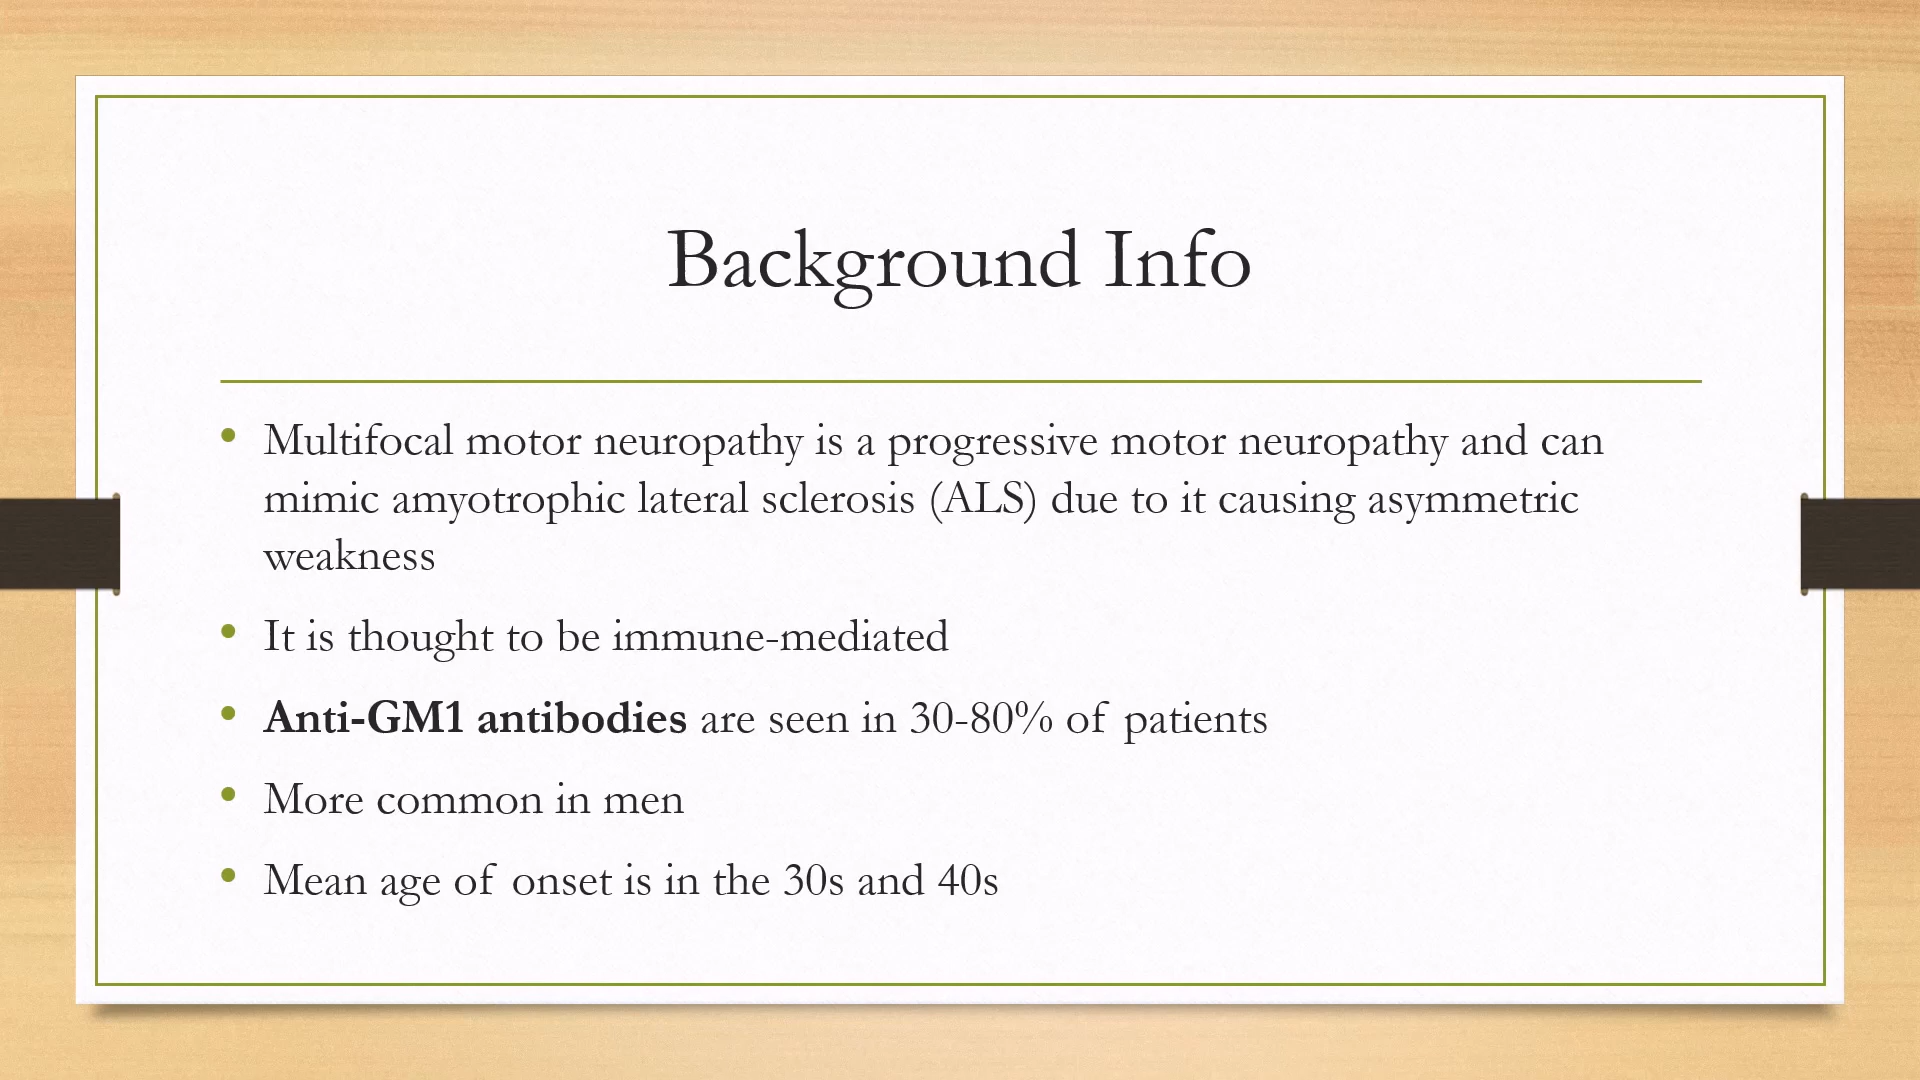 Background Info
• Multifocal motor neuropathy is a progressive motor neuropathy and can
mimic amyotrophic lateral sclerosis (ALS) due to it causing asymmetric
weakness
• It is thought to be immune-mediated
• Anti-GM1 antibodies are seen in 30-80% of patients
• More common in men
• Mean age of onset is in the 30s and 40s